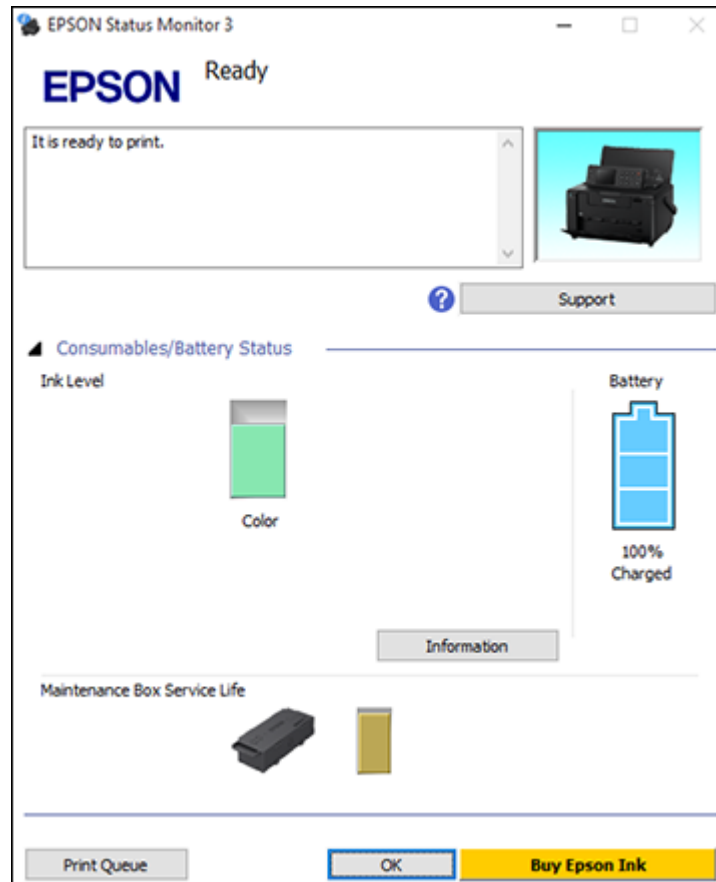 EPSON Status Monitor 3
EPSON
Ready
It is ready to print.
?
Support
Consumables/Battery Status
Ink Level
Battery
Color
100%
Charged
Information
Maintenance Box Service Life
Print Queue
OK
Buy Epson Ink